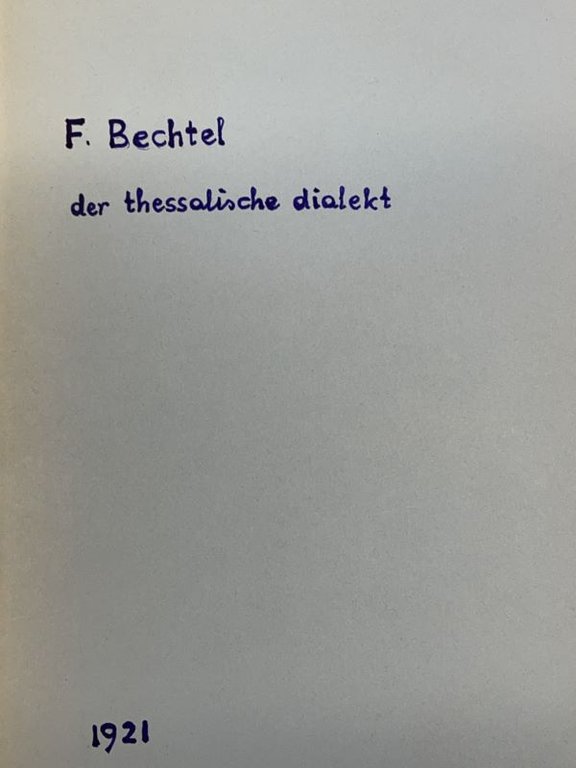 F. Bechtel
der thessalische dialekt
1921